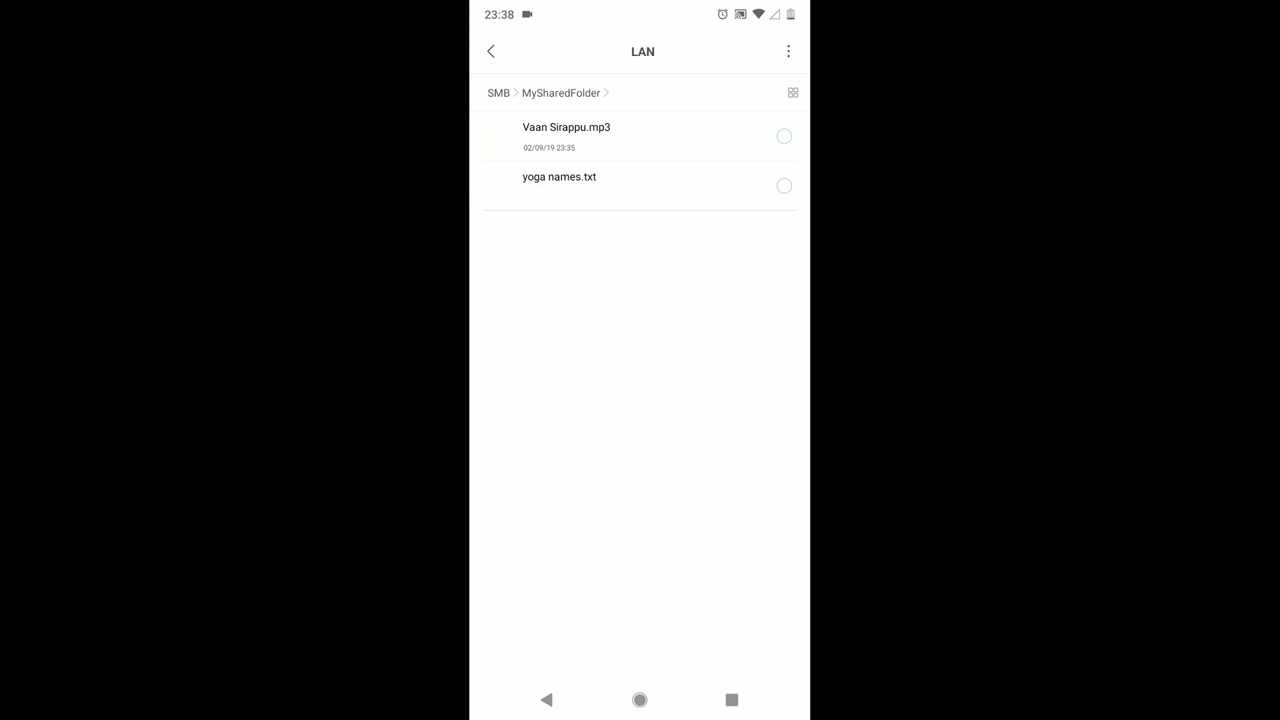 23:38
LAN
SMB MySharedFolder
Vaan Sirappu.mp3
02/09/19 23:35
yoga names.txt